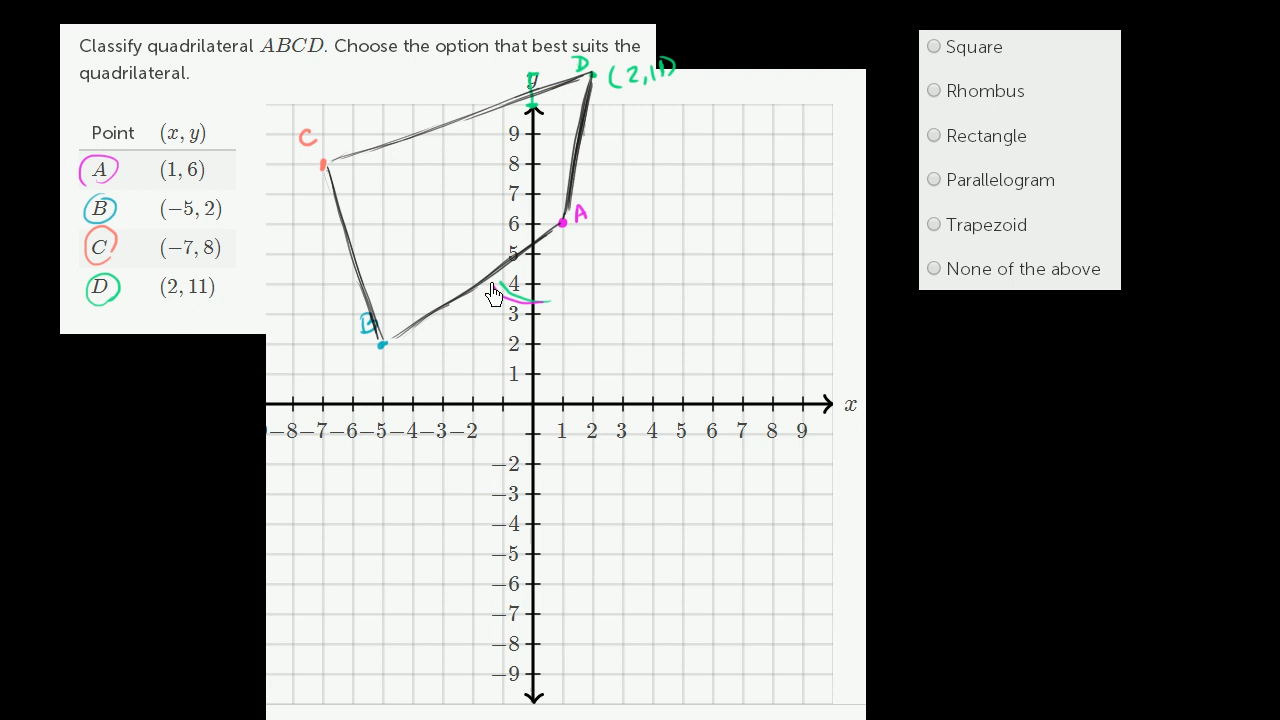 Classify quadrilateral ABCD. Choose the option that best suits the
quadrilateral.
Point (x, y)
A (1, 6)
B (−5, 2)
C (−7, 8)
D (2, 11)
Square
Rhombus
Rectangle
Parallelogram
Trapezoid
None of the above
D (2,11)
y
C
9
8
7
A
6
5
4
3
B
2
1
x
−8 −7 −6 −5 −4 −3 −2 1 2 3 4 5 6 7 8 9
−2
−3
−4
−5
−6
−7
−8
−9